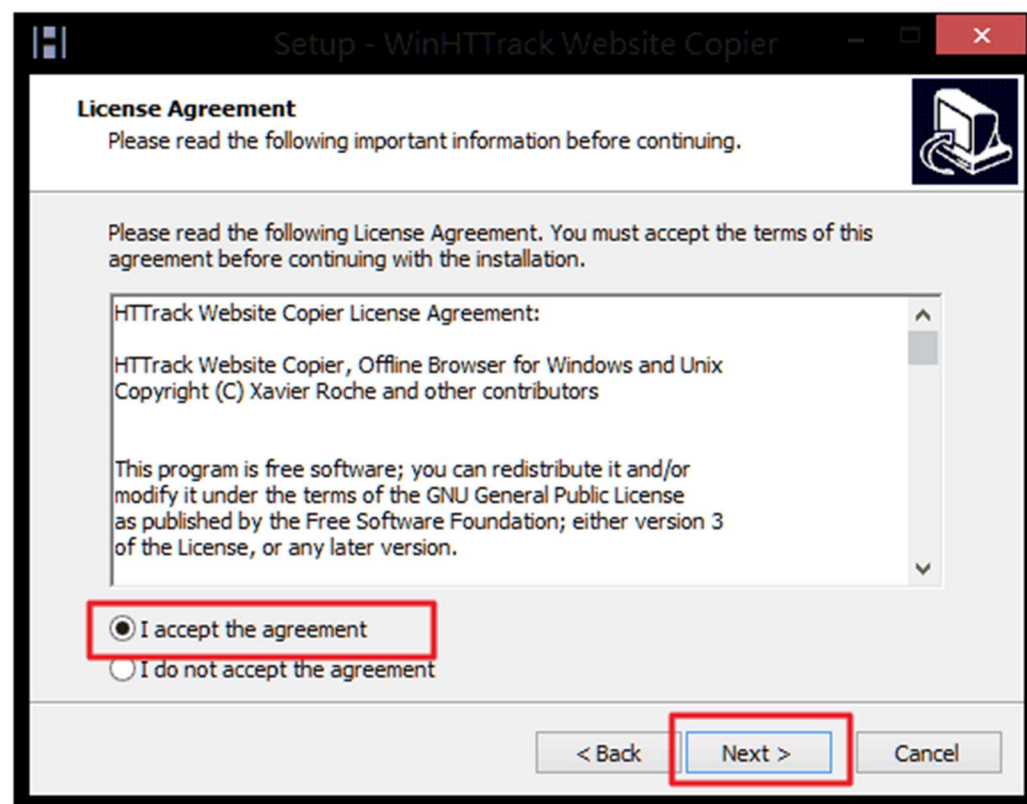 Setup - WinHTTrack Website Copier
License Agreement
Please read the following important information before continuing.
Please read the following License Agreement. You must accept the terms of this
agreement before continuing with the installation.
HTTrack Website Copier License Agreement:
HTTrack Website Copier, Offline Browser for Windows and Unix
Copyright (C) Xavier Roche and other contributors
This program is free software; you can redistribute it and/or
modify it under the terms of the GNU General Public License
as published by the Free Software Foundation; either version 3
of the License, or any later version.
I accept the agreement
I do not accept the agreement
< Back Next > Cancel